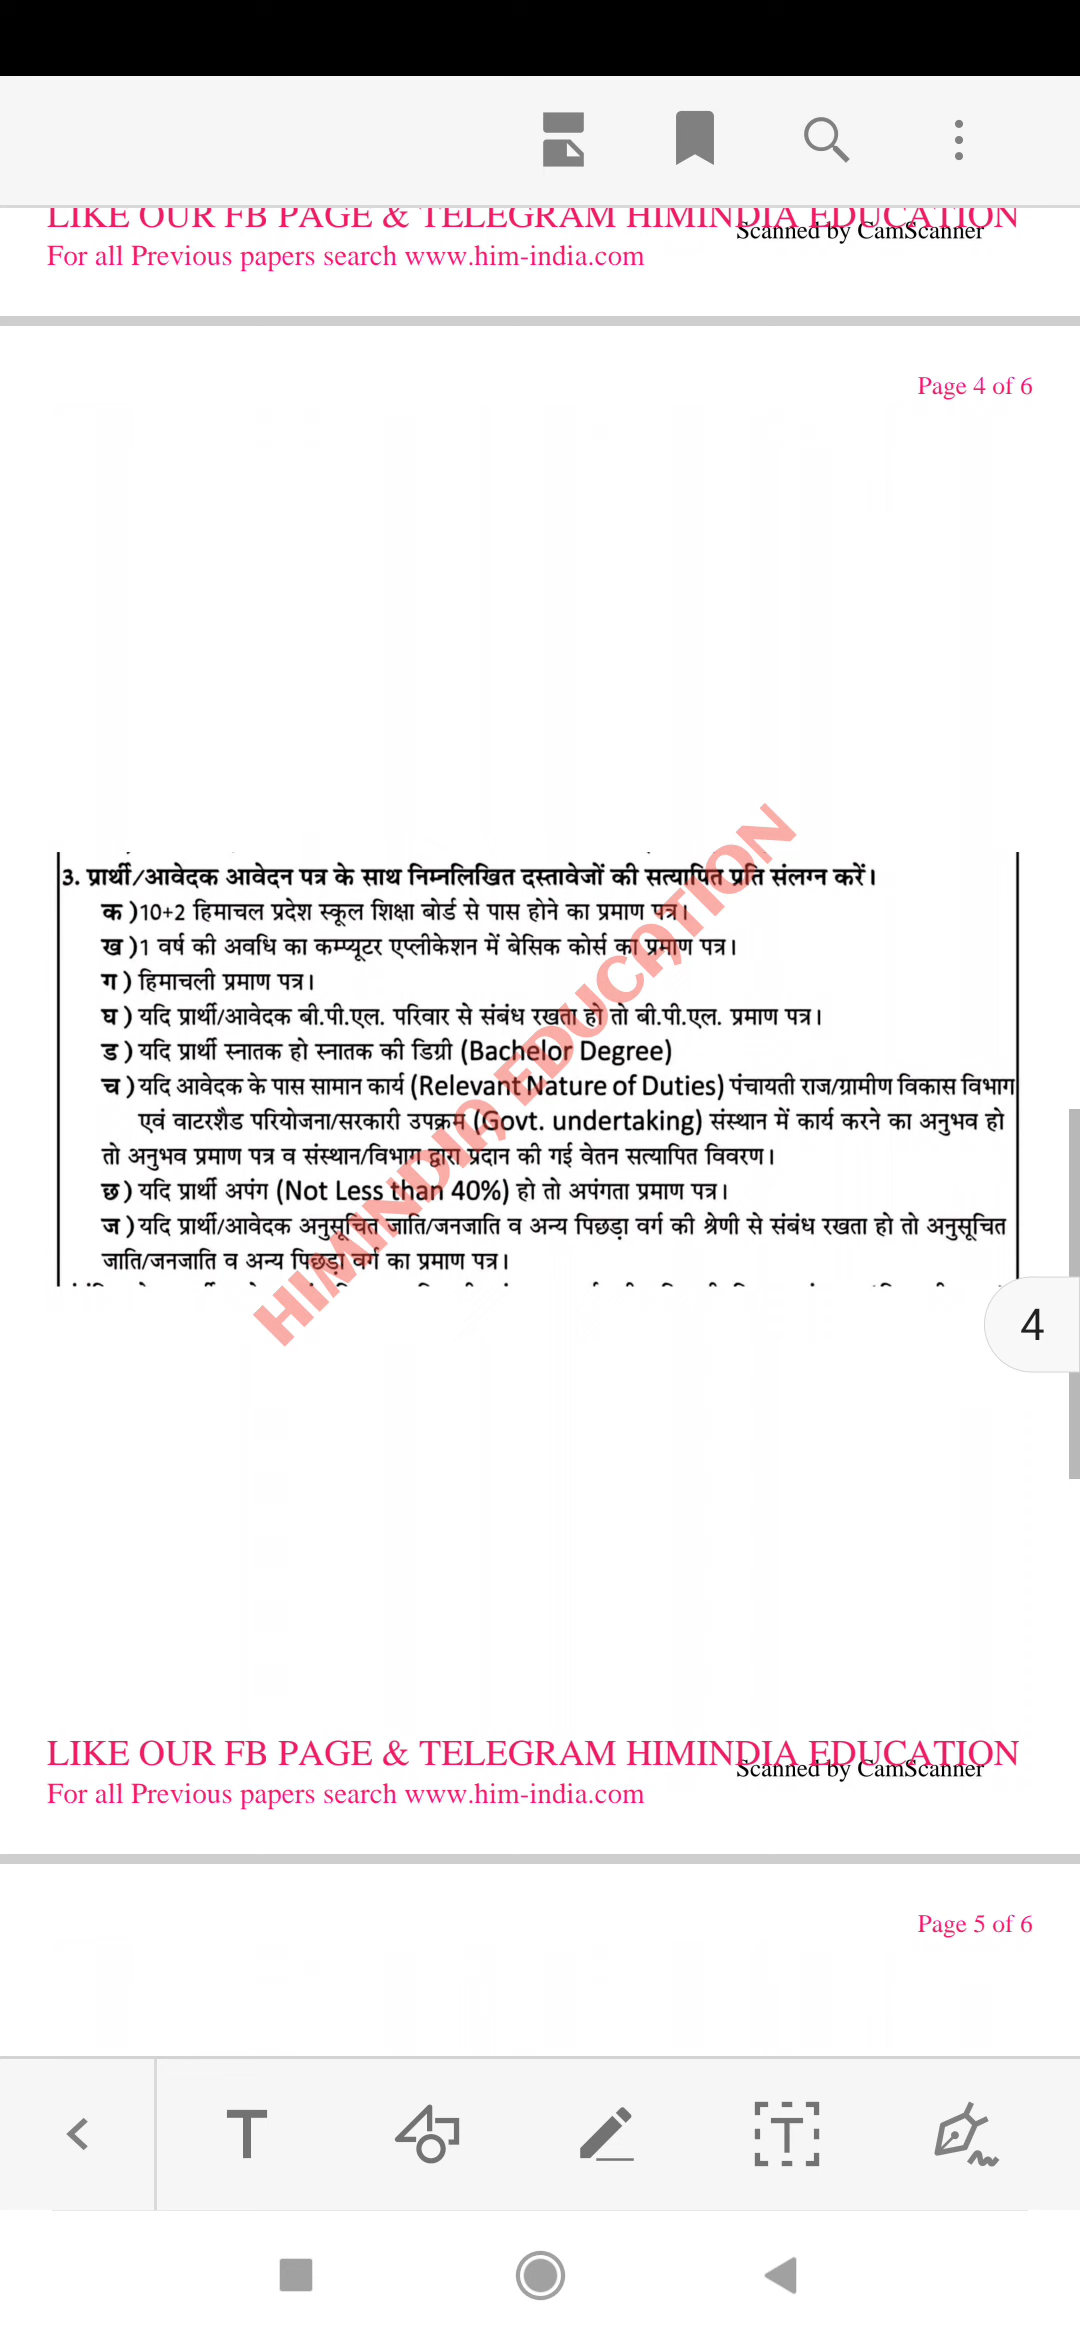 LIKE OUR FB PAGE & TELEGRAM HIMINDIA EDUCATION
Scanned by CamScanner
For all Previous papers search www.him-india.com
Page 4 of 6
3. प्रार्थी/आवेदक आवेदन पत्र के साथ निम्नलिखित दस्तावेजों की सत्यापित प्रति संलग्न करें।
क )10+2 हिमाचल प्रदेश स्कूल शिक्षा बोर्ड से पास होने का प्रमाण पत्र।
ख )1 वर्ष की अवधि का कम्प्यूटर एप्लीकेशन में बेसिक कोर्स का प्रमाण पत्र।
ग ) हिमाचली प्रमाण पत्र।
घ ) यदि प्रार्थी/आवेदक बी.पी.एल. परिवार से संबंध रखता हो तो बी.पी.एल. प्रमाण पत्र।
ड ) यदि प्रार्थी स्नातक हो स्नातक की डिग्री (Bachelor Degree)
च ) यदि आवेदक के पास सामान कार्य (Relevant Nature of Duties) पंचायती राज/ग्रामीण विकास विभाग
एवं वाटरशैड परियोजना/सरकारी उपक्रम (Govt. undertaking) संस्थान में कार्य करने का अनुभव हो
तो अनुभव प्रमाण पत्र व संस्थान/विभाग द्वारा प्रदान की गई वेतन सत्यापित विवरण।
छ ) यदि प्रार्थी अपंग (Not Less than 40%) हो तो अपंगता प्रमाण पत्र।
ज ) यदि प्रार्थी/आवेदक अनुसूचित जाति/जनजाति व अन्य पिछड़ा वर्ग की श्रेणी से संबंध रखता हो तो अनुसूचित
जाति/जनजाति व अन्य पिछड़ा वर्ग का प्रमाण पत्र।
HIMINDIA EDUCATION
4
LIKE OUR FB PAGE & TELEGRAM HIMINDIA EDUCATION
Scanned by CamScanner
For all Previous papers search www.him-india.com
Page 5 of 6
T
T